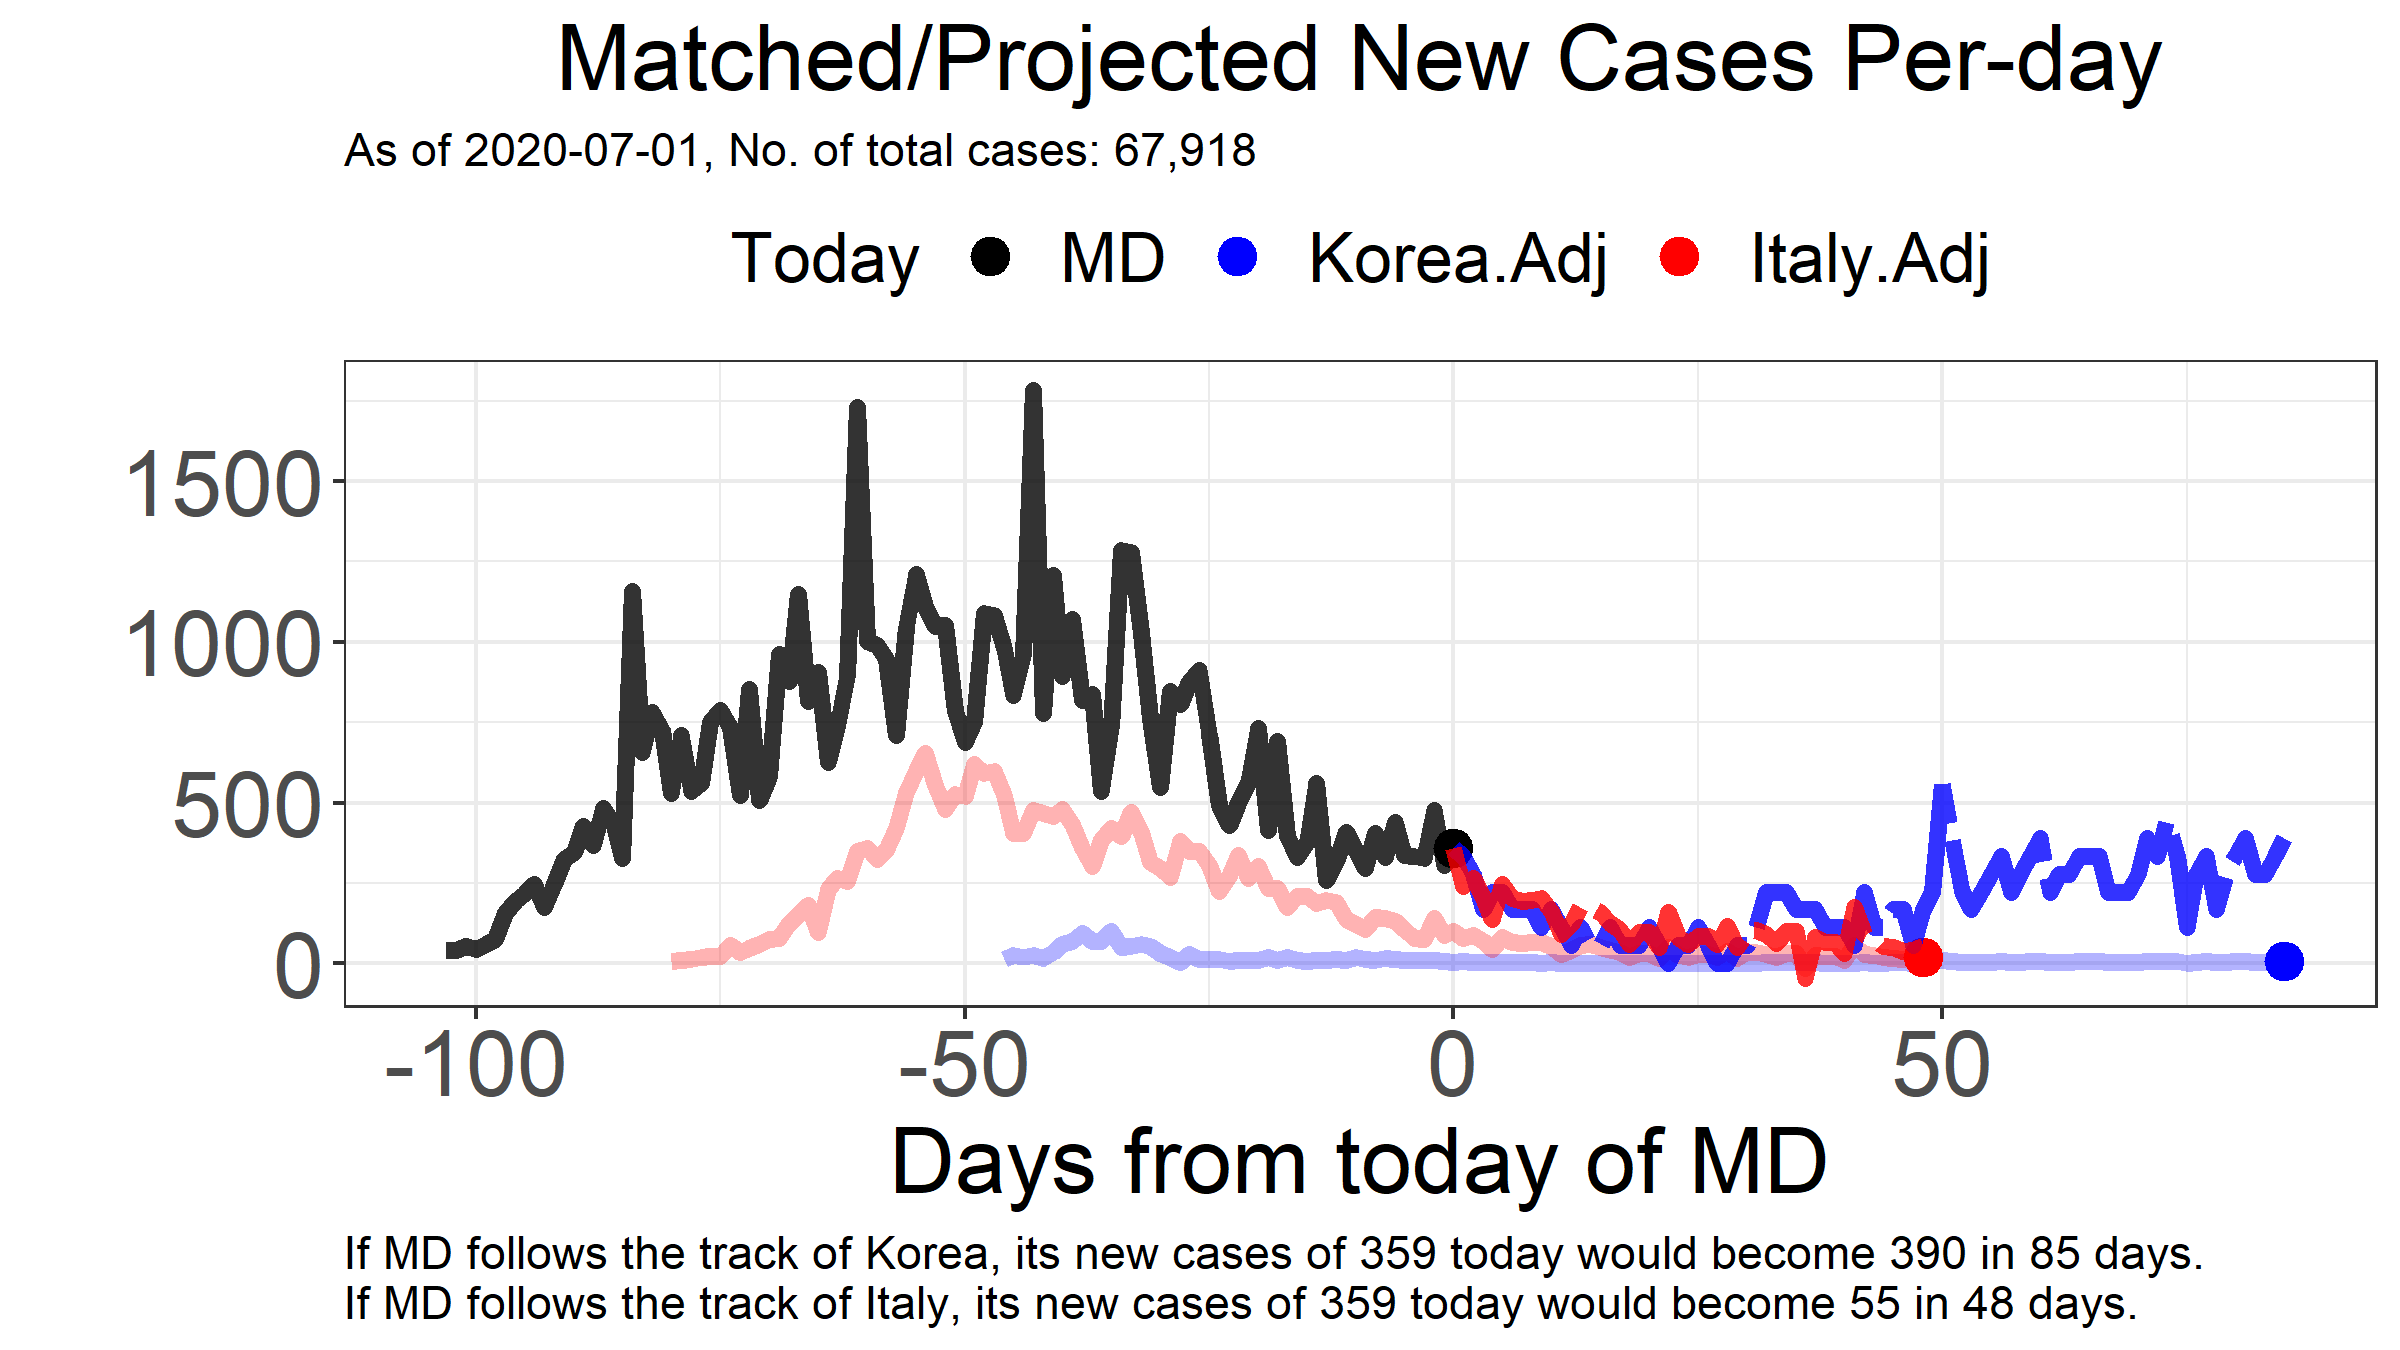 Matched/Projected New Cases Per-day
As of 2020-07-01, No. of total cases: 67,918
Today MD Korea.Adj Italy.Adj
1500
1000
500
0
-100 -50 0 50
Days from today of MD
If MD follows the track of Korea, its new cases of 359 today would become 390 in 85 days.
If MD follows the track of Italy, its new cases of 359 today would become 55 in 48 days.